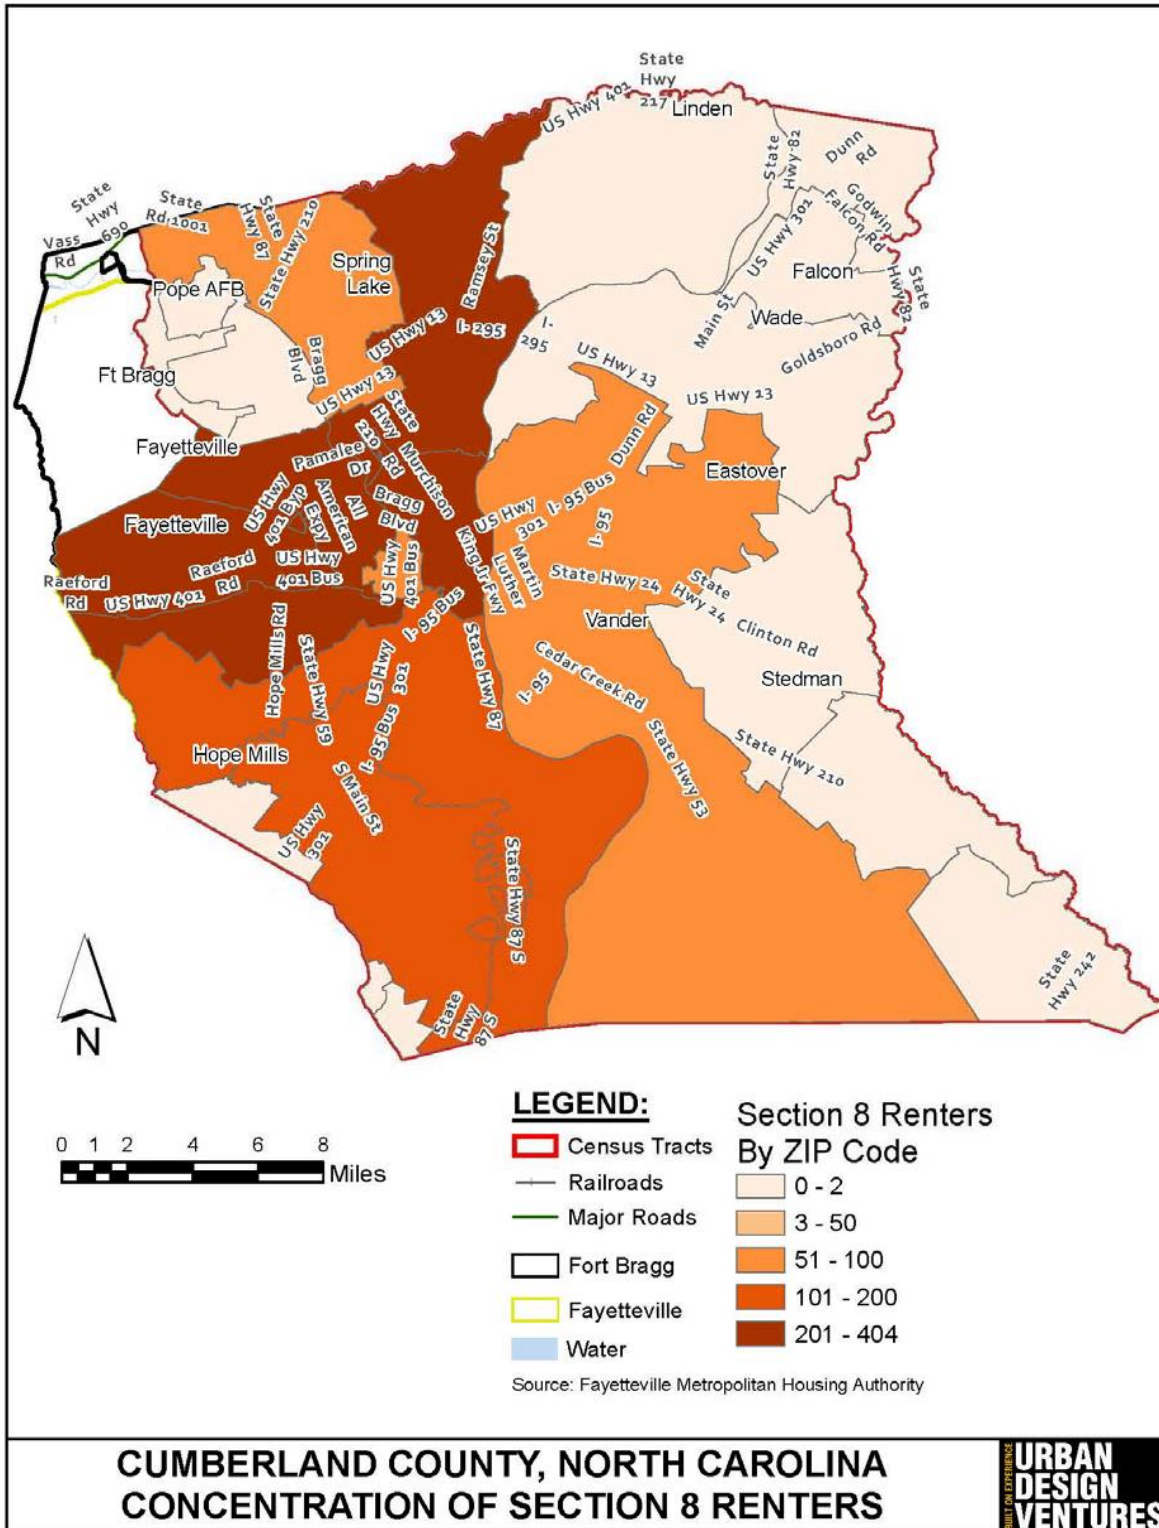 State
Hwy
217
US Hwy 401
Linden
State
Hwy 82
Dunn
Rd
Godwin
Falcon Rd
US Hwy 301
Falcon
State
Hwy 82
Main St
Wade
Goldsboro Rd
State
Hwy
690
Vass
Rd
State
Rd 1001
State
Hwy 87
State Hwy 210
Spring
Lake
Pope AFB
Ramsey St
I- 295
I-
295
US Hwy 13
Bragg
Blvd
US Hwy 13
Ft Bragg
US Hwy 13
US Hwy 13
Dunn Rd
Eastover
Fayetteville
State
Hwy
210
Murchison
Rd
Pamalee
Dr
US Hwy
401 Byp
American
Expy
All
Bragg
Blvd
Fayetteville
US Hwy
301
I- 95 Bus
I- 95
King Jr Fwy
Luther
Martin
Raeford
Rd
US Hwy
401 Bus
US Hwy
401 Bus
Raeford
Rd
US Hwy 401
State Hwy 24
State
Hwy 24
Clinton Rd
Vander
Stedman
I- 95 Bus
Hope Mills Rd
State Hwy 59
US Hwy
301
State Hwy 87
Cedar Creek Rd
I- 95
State Hwy 53
State Hwy 210
Hope Mills
I- 95 Bus
S Main St
US Hwy
301
State Hwy 87 S
State
Hwy 242
State
Hwy
87 S
N
0 1 2 4 6 8
Miles
LEGEND:
Census Tracts
Railroads
Major Roads
Fort Bragg
Fayetteville
Water
Section 8 Renters
By ZIP Code
0 - 2
3 - 50
51 - 100
101 - 200
201 - 404
Source: Fayetteville Metropolitan Housing Authority
CUMBERLAND COUNTY, NORTH CAROLINA
CONCENTRATION OF SECTION 8 RENTERS
BUILT ON EXPERIENCE
URBAN
DESIGN
VENTURES